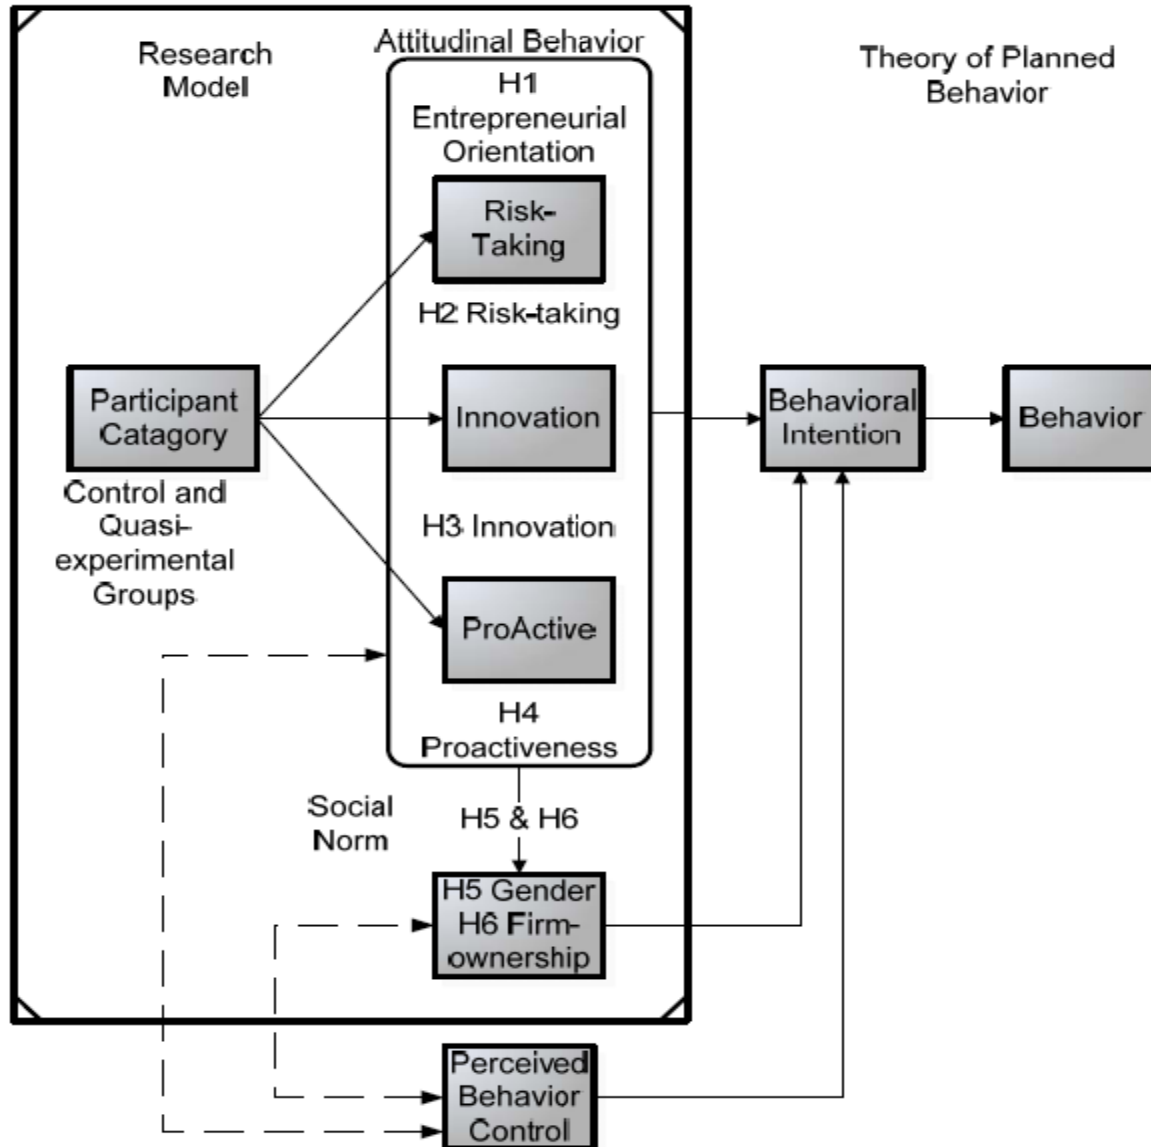 Research
Model
Attitudinal Behavior
Theory of Planned
Behavior
H1
Entrepreneurial
Orientation
Risk-
Taking
H2 Risk-taking
Participant
Catagory
Innovation
Behavioral
Intention
Behavior
Control and
Quasi-
experimental
Groups
H3 Innovation
ProActive
H4
Proactiveness
Social
Norm
H5 & H6
H5 Gender
H6 Firm-
ownership
Perceived
Behavior
Control